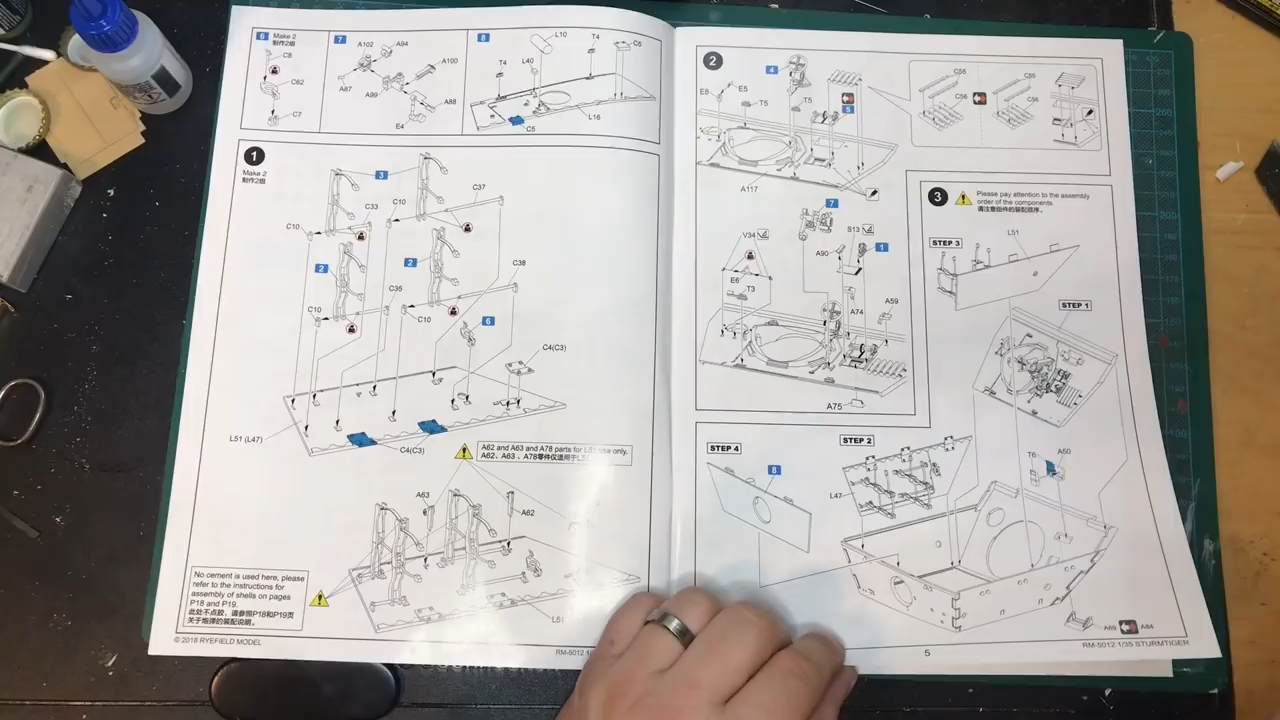 6 Make 2
制作2组
C8
C62
C7
7
A102
A94
A100
A87
A99
A88
E4
8
L10
T4
C5
T4
L40
L16
C5
1
Make 2
制作2组
3
C37
C10
C33
C10
2
2
C38
C35
C10
C10
6
C4(C3)
L51 (L47)
C4(C3)
A62 and A63 and A78 parts for L51 use only.
A62、A63、A78零件仅适用于L51
A63
A62
No cement is used here, please
refer to the instructions for
assembly of shells on pages
P18 and P19.
此处不点胶，请参照P18和P19页
关于炮弹的装配说明。
L51
© 2018 RYEFIELD MODEL
RM-5012 1/
2
4
E8
E5
T5
T5
5
C55
C56
C55
C56
A117
7
V34
S13
A90
1
E6
T3
A74
A59
A75
3
Please pay attention to the assembly
order of the components.
请注意组件的装配顺序。
STEP 3
L51
STEP 1
STEP 4
8
STEP 2
L47
T6
A50
A69
A84
5
RM-5012 1/35 STURMTIGER